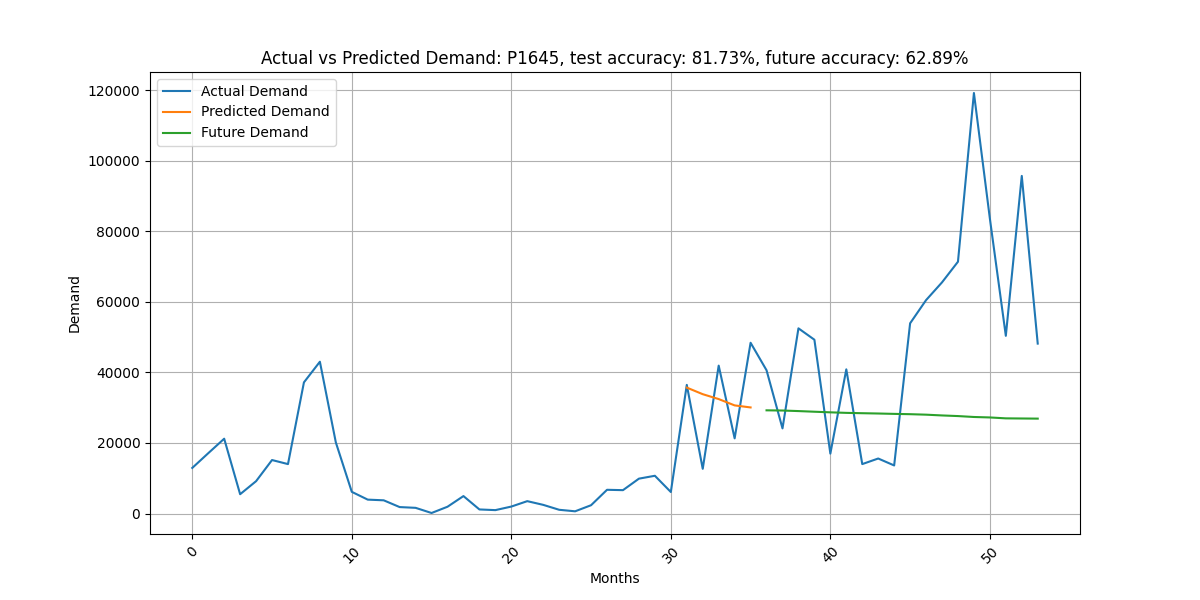 Actual vs Predicted Demand: P1645, test accuracy: 81.73%, future accuracy: 62.89%
Actual Demand
Predicted Demand
Future Demand
120000
100000
80000
60000
40000
20000
0
Demand
0 10 20 30 40 50
Months